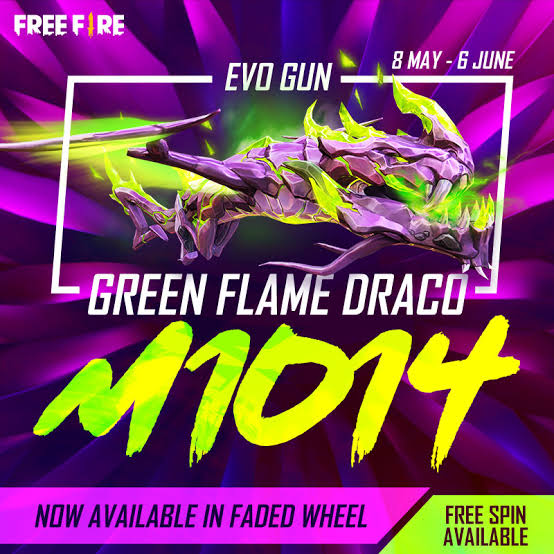 FREE FIRE
8 MAY - 6 JUNE
EVO GUN
GREEN FLAME DRACO
M1014
NOW AVAILABLE IN FADED WHEEL
FREE SPIN
AVAILABLE